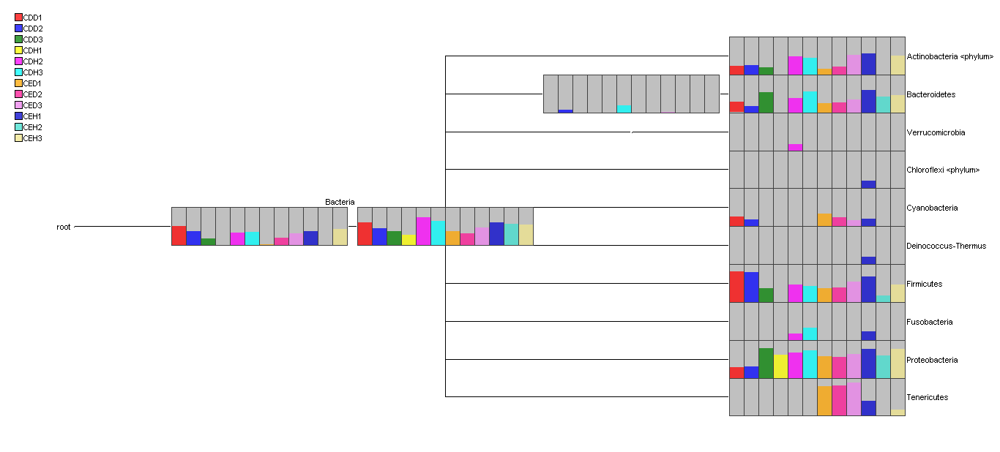 CDD1
CDD2
CDD3
CDH1
CDH2
CDH3
CED1
CED2
CED3
CEH1
CEH2
CEH3
root
Bacteria
Actinobacteria <phylum>
Bacteroidetes
Verrucomicrobia
Chloroflexi <phylum>
Cyanobacteria
Deinococcus-Thermus
Firmicutes
Fusobacteria
Proteobacteria
Tenericutes